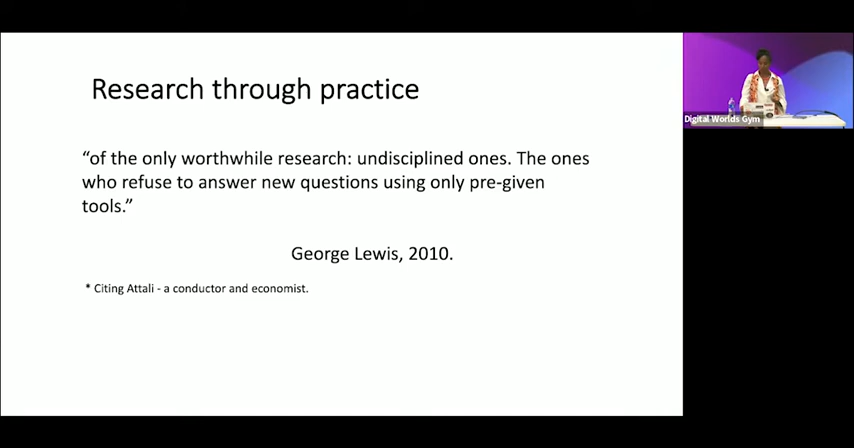 Research through practice
“of the only worthwhile research: undisciplined ones. The ones
who refuse to answer new questions using only pre-given
tools.”
George Lewis, 2010.
* Citing Attali - a conductor and economist.
Digital Worlds Gym